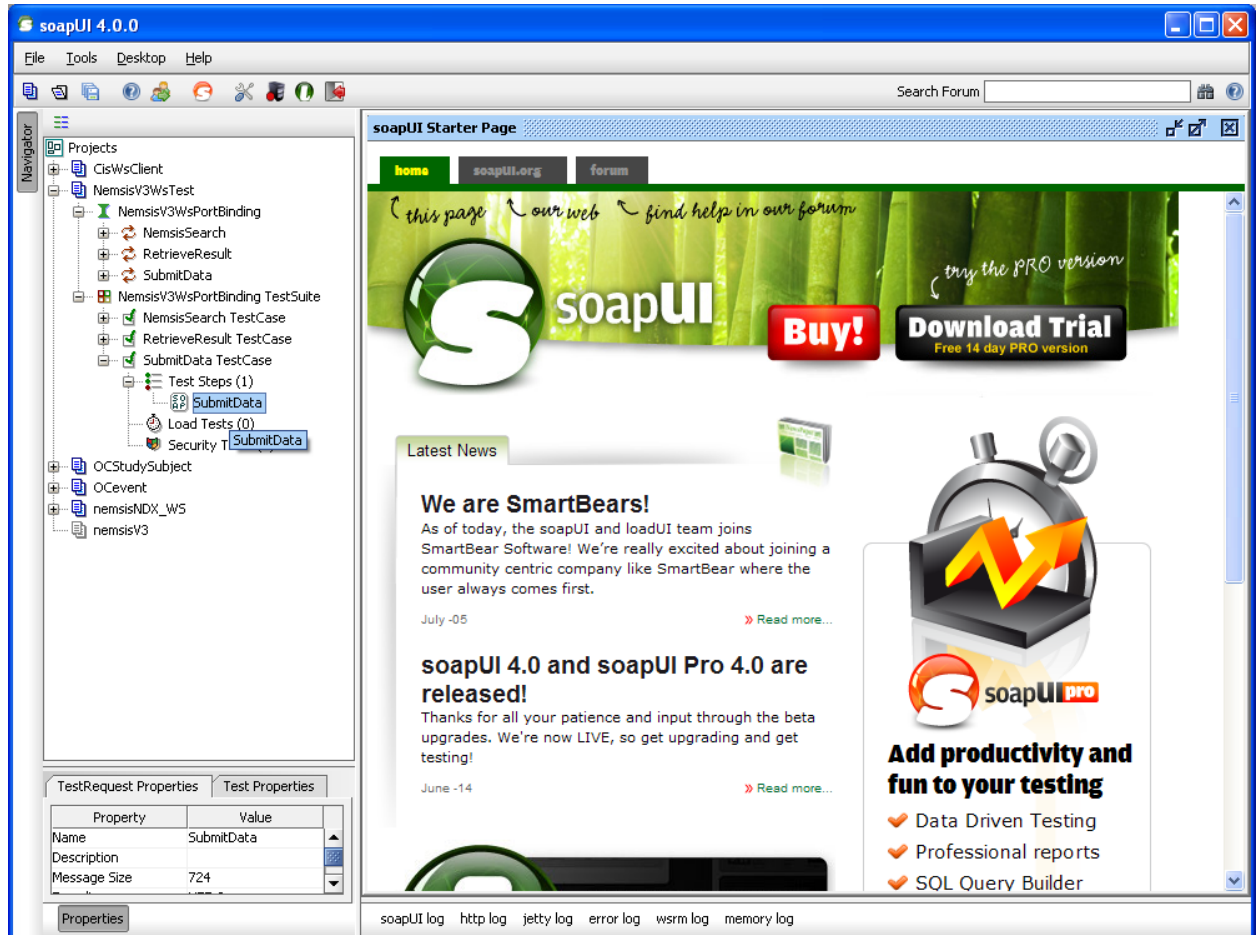 soapUI 4.0.0
File Tools Desktop Help
Search Forum
Navigator
Projects
CisWsClient
NemsisV3WsTest
NemsisV3WsPortBinding
NemsisSearch
RetrieveResult
SubmitData
NemsisV3WsPortBinding TestSuite
NemsisSearch TestCase
RetrieveResult TestCase
SubmitData TestCase
Test Steps (1)
SubmitData
Load Tests (0)
SubmitData
Security T
OCStudySubject
OCevent
nemsisNDX_WS
nemsisV3
TestRequest Properties Test Properties
Property Value
Name SubmitData
Description
Message Size 724
Properties
soapUI Starter Page
home soapUI.org forum
this page our web find help in our forum
try the PRO version
soapUI
Buy!
Download Trial
Free 14 day PRO version
Latest News
We are SmartBears!
As of today, the soapUI and loadUI team joins
SmartBear Software! We're really excited about joining a
community centric company like SmartBear where the
user always comes first.
July -05 » Read more...
soapUI 4.0 and soapUI Pro 4.0 are
released!
Thanks for all your patience and input through the beta
upgrades. We're now LIVE, so get upgrading and get
testing!
June -14 » Read more...
soapUI pro
Add productivity and
fun to your testing
Data Driven Testing
Professional reports
SQL Query Builder
soapUI log http log jetty log error log wsrm log memory log